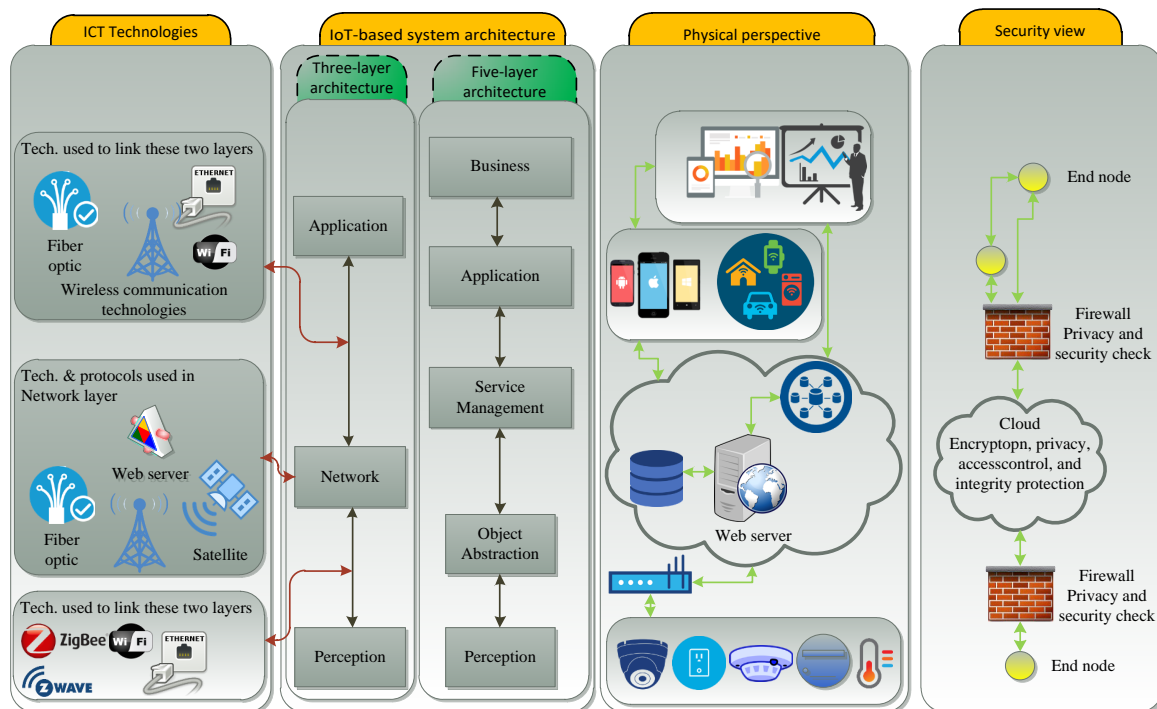 ICT Technologies
Tech. used to link these two layers
ETHERNET
Fiber
optic
Wi Fi
Wireless communication
technologies
Tech. & protocols used in
Network layer
Web server
Fiber
optic
Satellite
Tech. used to link these two layers
ZigBee
Wi Fi
ETHERNET
Z WAVE
IoT-based system architecture
Three-layer
architecture
Application
Network
Perception
Five-layer
architecture
Business
Application
Service
Management
Object
Abstraction
Perception
Physical perspective
Web server
Security view
End node
Firewall
Privacy and
security check
Cloud
Encryptopn, privacy,
accesscontrol, and
integrity protection
Firewall
Privacy and
security check
End node